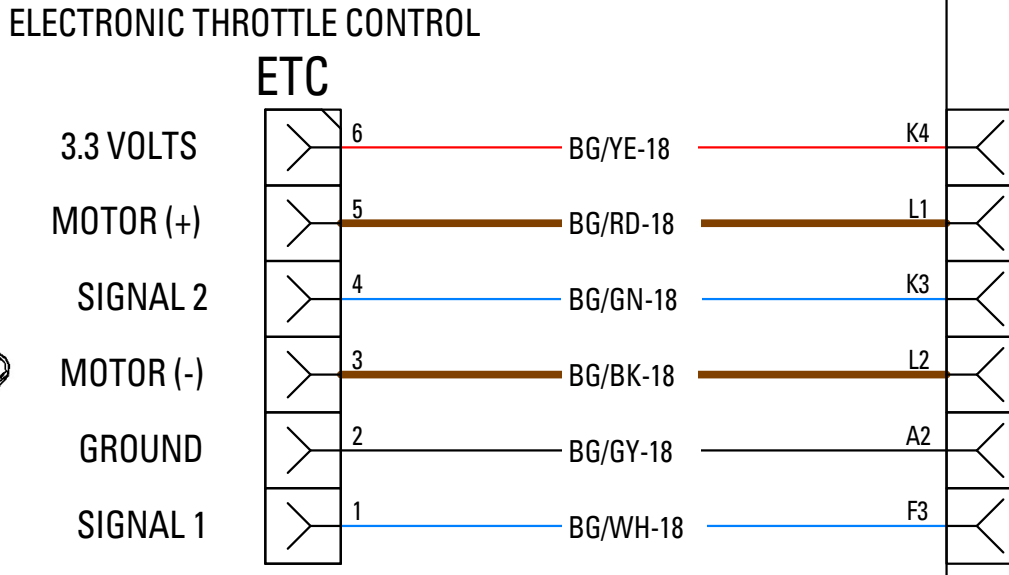 ELECTRONIC THROTTLE CONTROL
ETC
3.3 VOLTS 6 BG/YE-18 K4
MOTOR (+) 5 BG/RD-18 L1
SIGNAL 2 4 BG/GN-18 K3
MOTOR (-) 3 BG/BK-18 L2
GROUND 2 BG/GY-18 A2
SIGNAL 1 1 BG/WH-18 F3